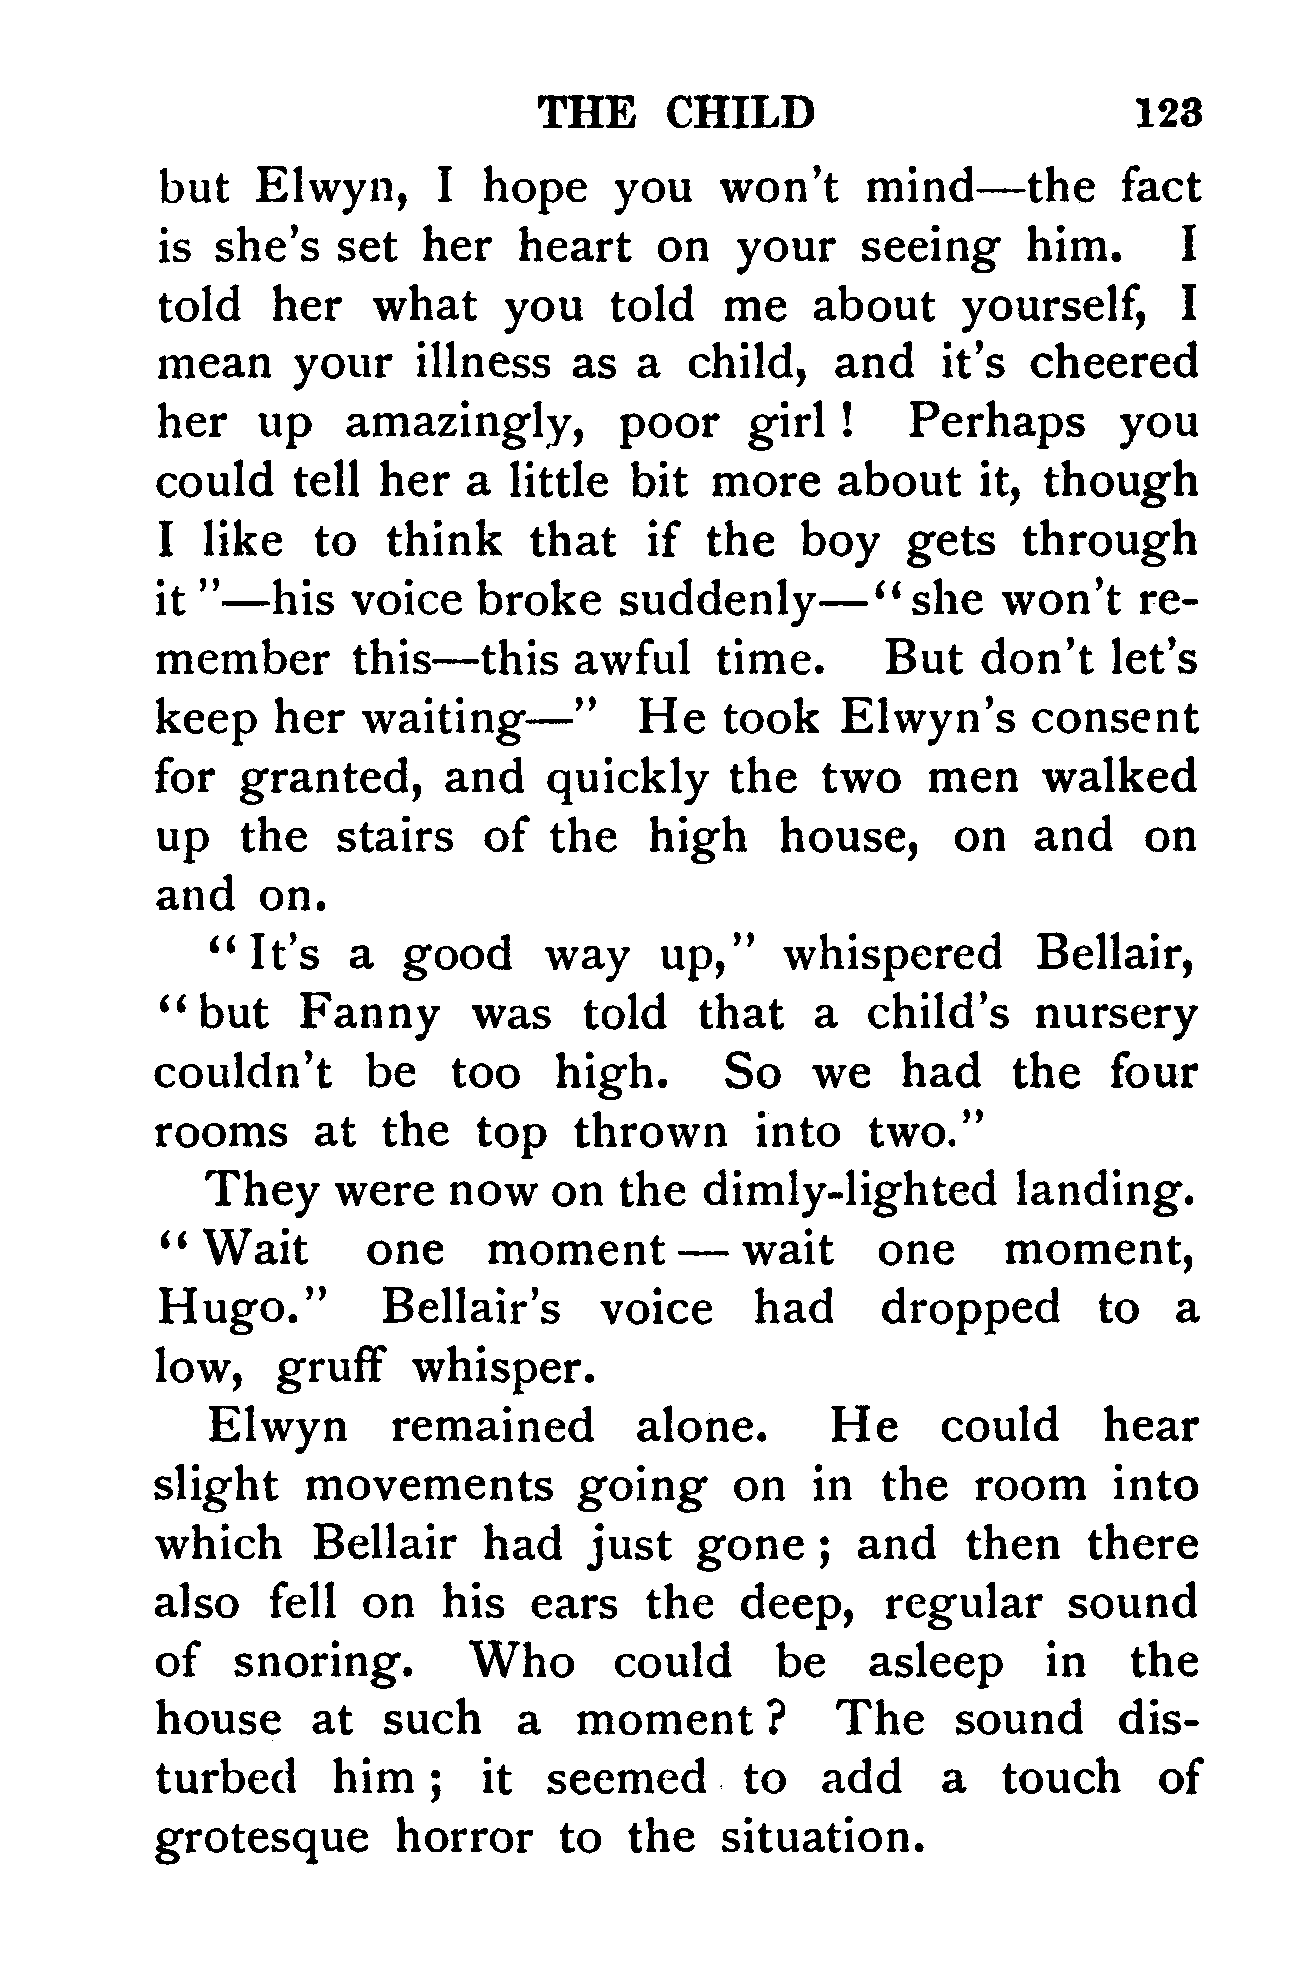 THE CHILD 123
but Elwyn, I hope you won't mind—the fact
is she's set her heart on your seeing him. I
told her what you told me about yourself, I
mean your illness as a child, and it's cheered
her up amazingly, poor girl ! Perhaps you
could tell her a little bit more about it, though
I like to think that if the boy gets through
it "—his voice broke suddenly—" she won't re-
member this—this awful time. But don't let's
keep her waiting—" He took Elwyn's consent
for granted, and quickly the two men walked
up the stairs of the high house, on and on
and on.
" It's a good way up," whispered Bellair,
" but Fanny was told that a child's nursery
couldn't be too high. So we had the four
rooms at the top thrown into two."
They were now on the dimly-lighted landing.
" Wait one moment — wait one moment,
Hugo." Bellair's voice had dropped to a
low, gruff whisper.
Elwyn remained alone. He could hear
slight movements going on in the room into
which Bellair had just gone ; and then there
also fell on his ears the deep, regular sound
of snoring. Who could be asleep in the
house at such a moment ? The sound dis-
turbed him ; it seemed to add a touch of
grotesque horror to the situation.